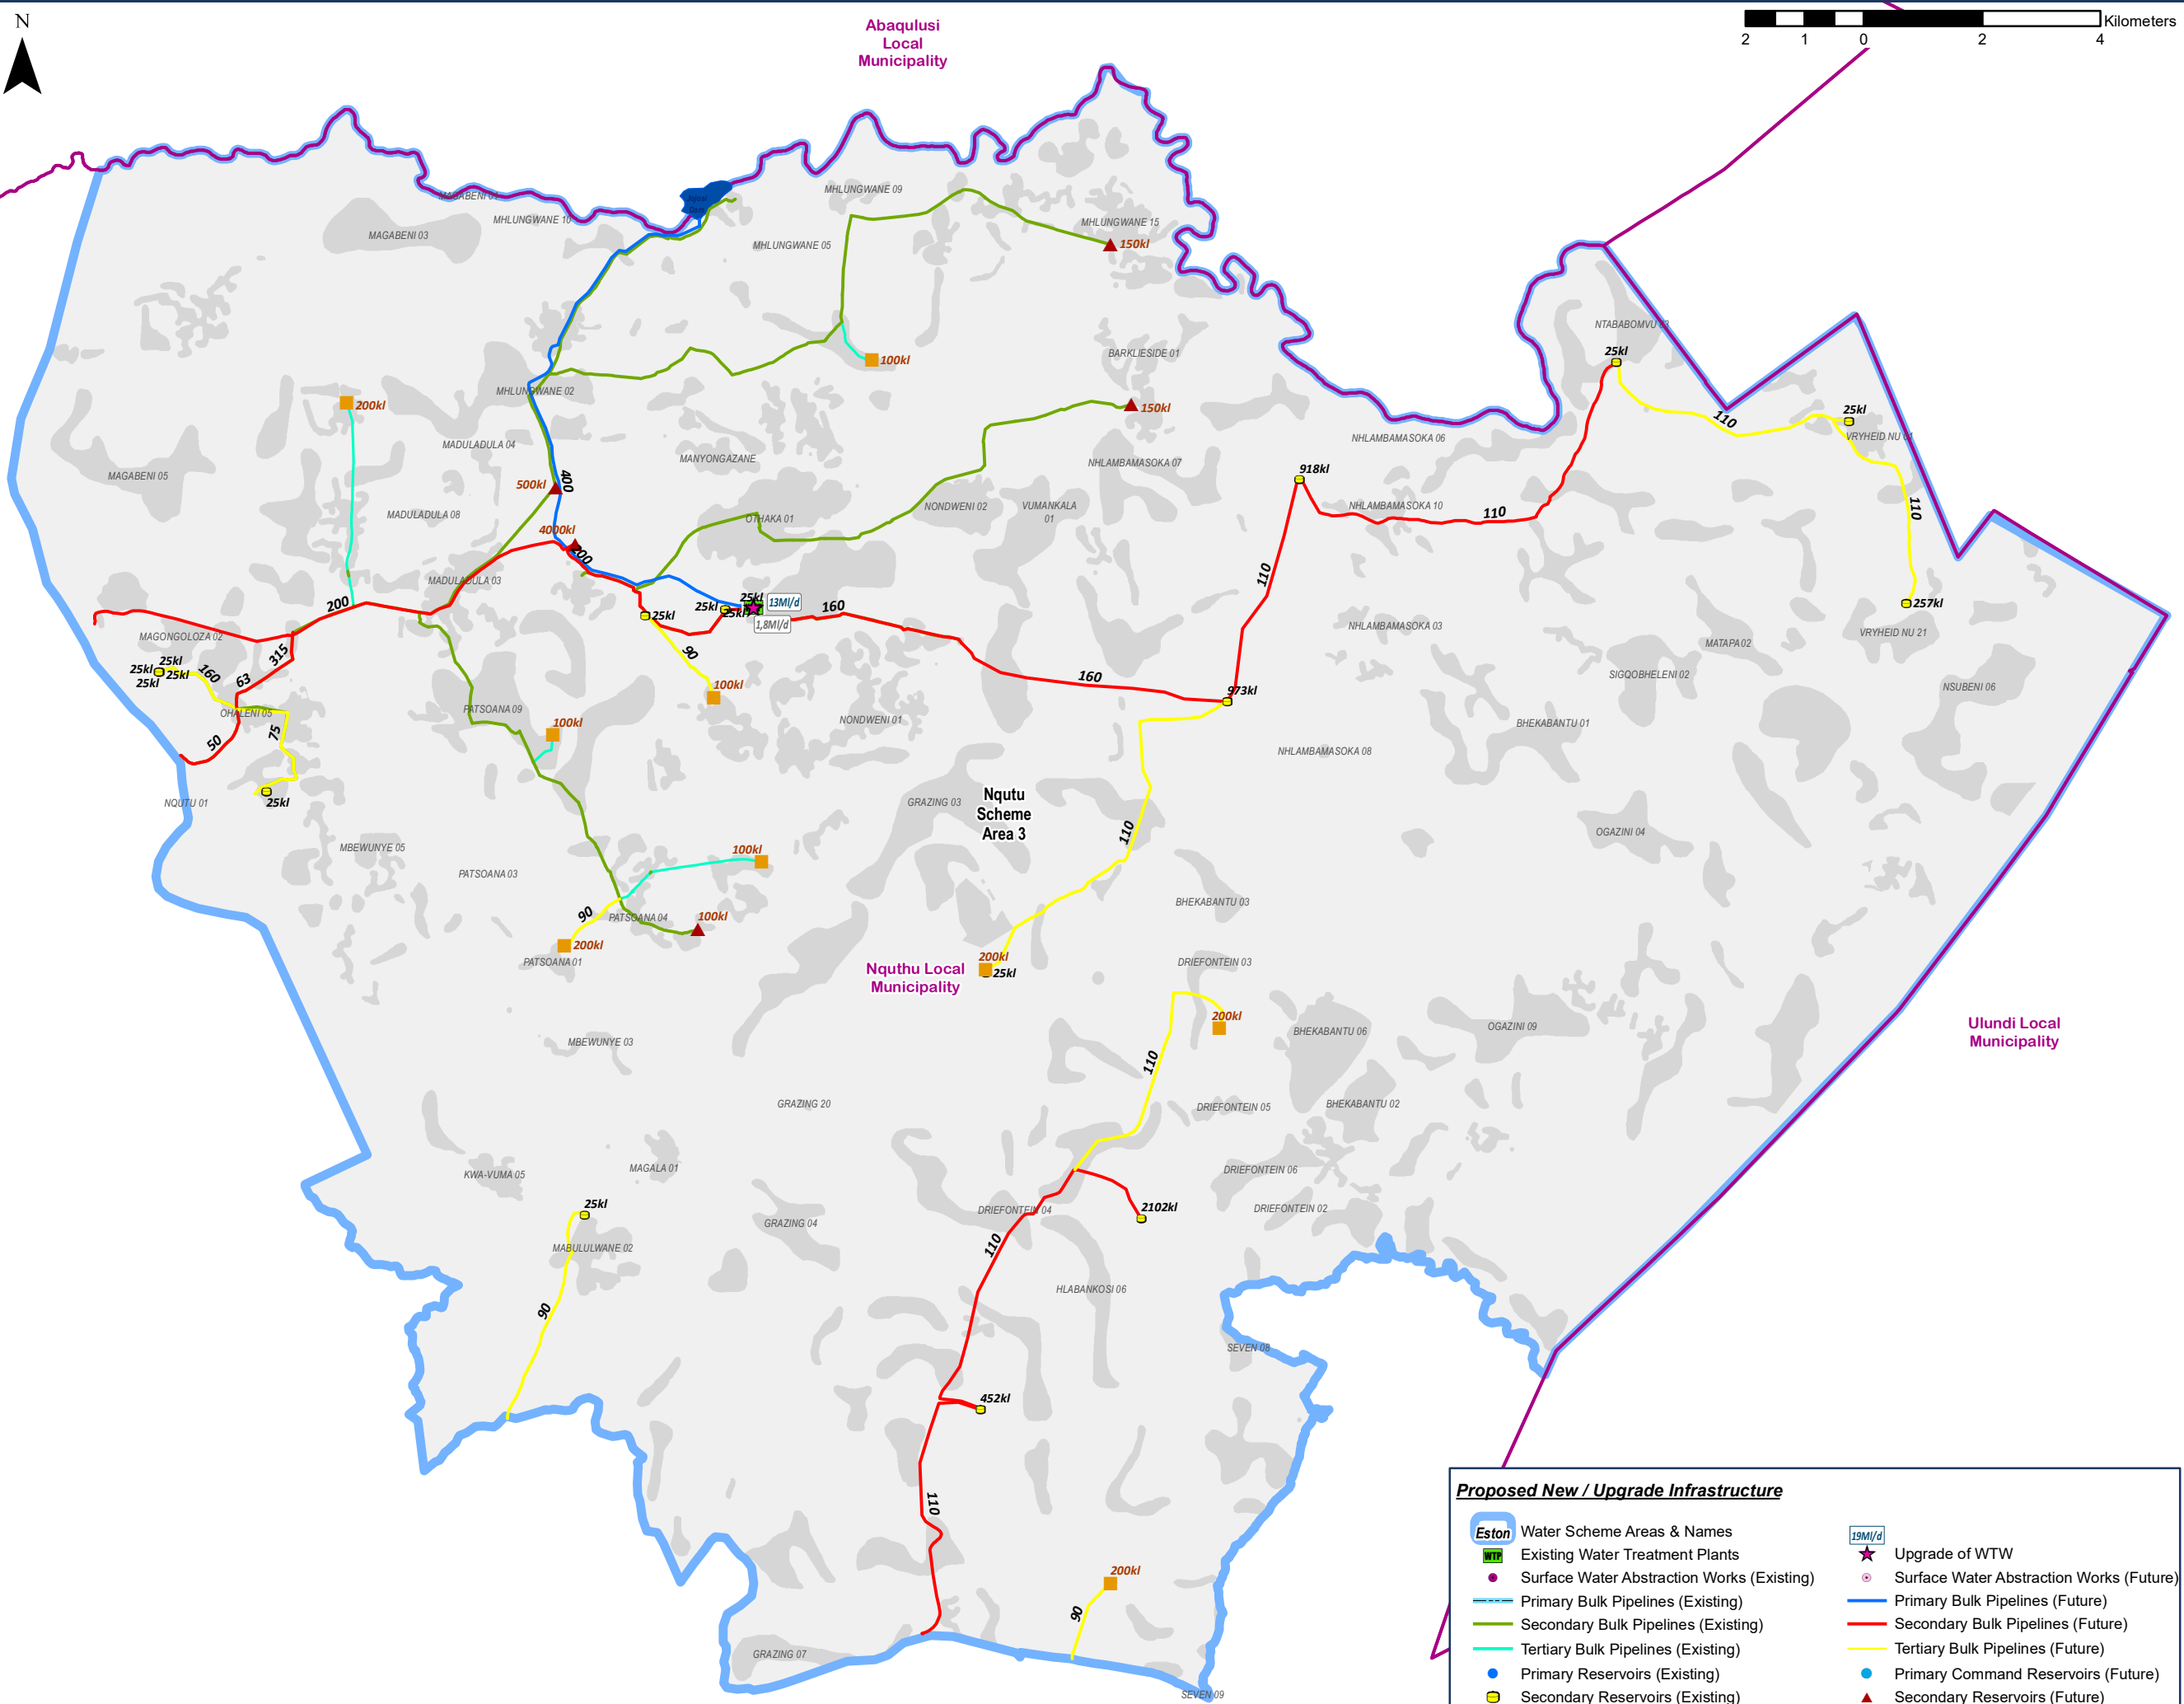 N
Abaqulusi
Local
Municipality
Kilometers
2 1 0 2 4
MAGABENI 04
MHLUNGWANE 10
MAGABENI 03
MHLUNGWANE 09
MHLUNGWANE 15
MHLUNGWANE 05
150kl
NTABABOMVU 03
25kl
BARKLIESIDE 01
100kl
MHLUNGWANE 02
200kl
150kl
110
25kl
VRYHEID NU 01
MADULADULA 04
MANYONGAZANE
NHLAMBAMASOKA 06
NHLAMBAMASOKA 07
MAGABENI 05
500kl
400
918kl
MADULADULA 08
OTHAKA 01
NONDWENI 02
VUMANKALA
01
NHLAMBAMASOKA 10
110
110
4000kl
200
MADULADULA 03
110
200
25kl
25kl
25kl
25kl
13Ml/d
1,8Ml/d
160
257kl
MAGONGOLOZA 02
NHLAMBAMASOKA 03
VRYHEID NU 21
MATAPA 02
315
90
25kl
25kl
25kl
25kl
160
63
160
SIGQOBHELENI 02
NSUBENI 06
100kl
973kl
OHALENI 05
PATSOANA 09
NONDWENI 01
BHEKABANTU 01
75
50
100kl
NHLAMBAMASOKA 08
NQUTU 01
25kl
GRAZING 03
Nqutu
Scheme
Area 3
110
OGAZINI 04
MBEWUNYE 05
100kl
PATSOANA 03
BHEKABANTU 03
90
PATSOANA 04
100kl
200kl
PATSOANA 01
200kl
25kl
DRIEFONTEIN 03
Nquthu Local
Municipality
200kl
BHEKABANTU 06
OGAZINI 09
Ulundi Local
Municipality
MBEWUNYE 03
110
GRAZING 20
DRIEFONTEIN 05
BHEKABANTU 02
KWA-VUMA 05
MAGALA 01
DRIEFONTEIN 06
25kl
GRAZING 04
DRIEFONTEIN 04
2102kl
DRIEFONTEIN 02
MABULULWANE 02
110
HLABANKOSI 06
90
SEVEN 08
452kl
110
200kl
90
GRAZING 07
SEVEN 09
Proposed New / Upgrade Infrastructure
Eston Water Scheme Areas & Names
19Ml/d
WTP Existing Water Treatment Plants
Upgrade of WTW
Surface Water Abstraction Works (Existing)
Surface Water Abstraction Works (Future)
Primary Bulk Pipelines (Existing)
Primary Bulk Pipelines (Future)
Secondary Bulk Pipelines (Existing)
Secondary Bulk Pipelines (Future)
Tertiary Bulk Pipelines (Existing)
Tertiary Bulk Pipelines (Future)
Primary Reservoirs (Existing)
Primary Command Reservoirs (Future)
Secondary Reservoirs (Existing)
Secondary Reservoirs (Future)